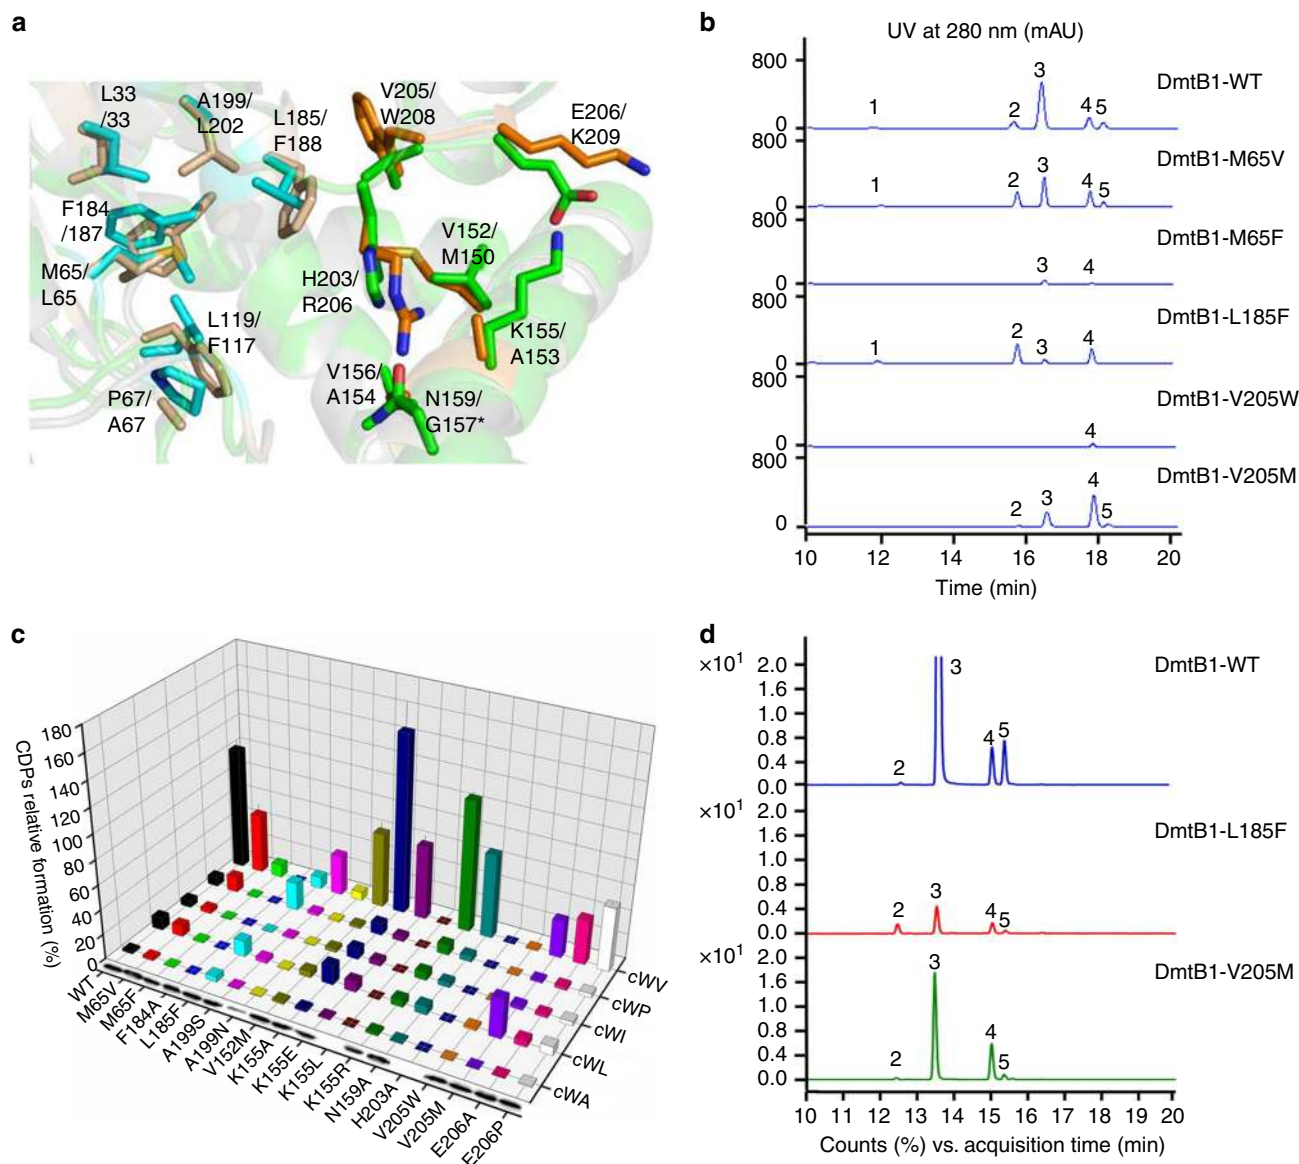 a
L33
/33
A199/
L202
L185/
F188
V205/
W208
E206/
K209
F184
/187
M65/
L65
V152/
M150
H203/
R206
L119/
F117
K155/
A153
P67/
A67
V156/
A154
N159/
G157*
b
UV at 280 nm (mAU)
800
0
1
2
3
4
5
DmtB1-WT
800
0
1
2
3
4
5
DmtB1-M65V
800
0
3
4
DmtB1-M65F
800
0
1
2
3
4
DmtB1-L185F
800
0
4
DmtB1-V205W
800
0
2
3
4
5
DmtB1-V205M
10 12 14 16 18 20
Time (min)
c
CDPs relative formation (%)
180
160
140
120
100
80
60
40
20
0
WT
M65V
M65F
F184A
L185F
A199S
A199N
V152M
K155A
K155E
K155L
K155R
N159A
H203A
V205W
V205M
E206A
E206P
cWV
cWP
cWI
cWL
cWA
d
×10¹
2.0
1.6
1.0
0.8
0.4
0.0
2
3
4
5
DmtB1-WT
×10¹
2.0
1.6
1.0
0.8
0.4
0.0
2
3
4
5
DmtB1-L185F
×10¹
2.0
1.6
1.0
0.8
0.4
0.0
2
3
4
5
DmtB1-V205M
10 11 12 13 14 15 16 17 18 19 20
Counts (%) vs. acquisition time (min)